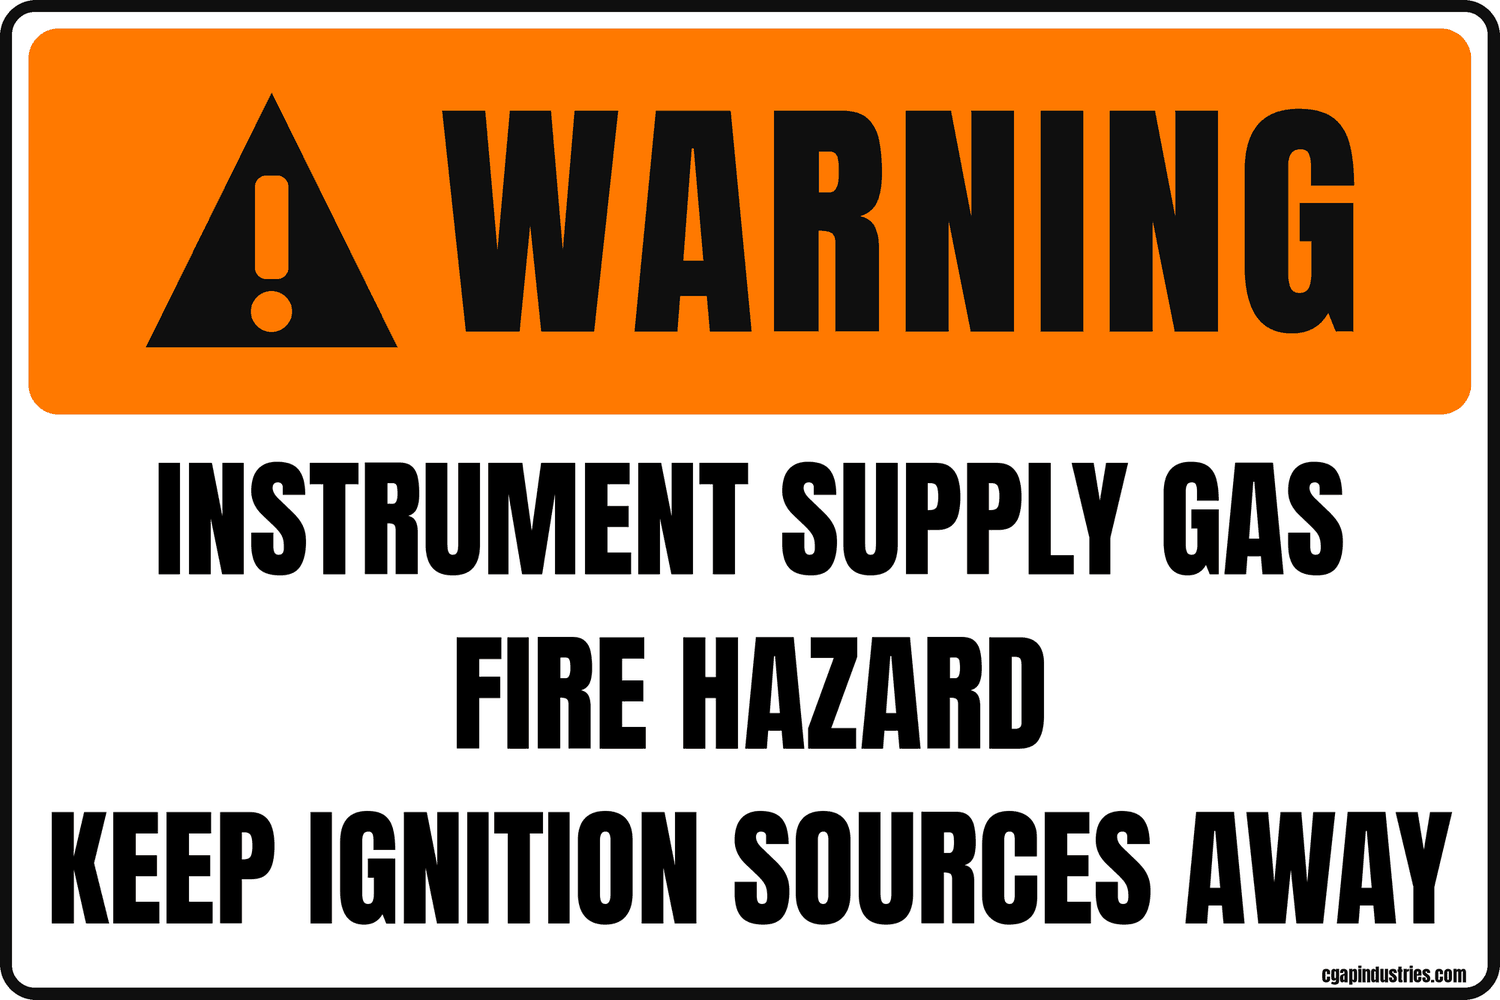 WARNING
INSTRUMENT SUPPLY GAS
FIRE HAZARD
KEEP IGNITION SOURCES AWAY
cgapindustries.com